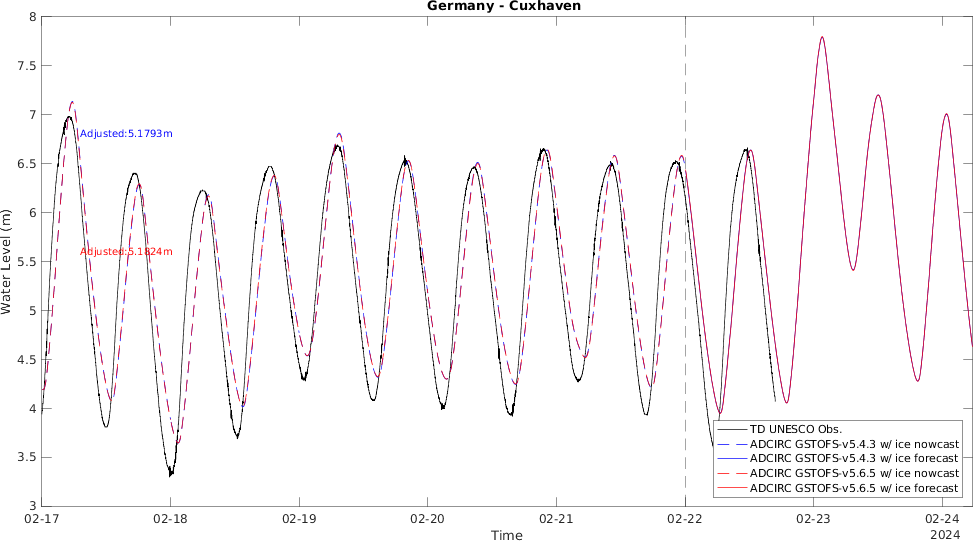 Germany - Cuxhaven
8
7.5
7
6.5
6
5.5
5
4.5
4
3.5
3
Water Level (m)
Adjusted:5.1793m
Adjusted:5.1824m
TD UNESCO Obs.
ADCIRC GSTOFS-v5.4.3 w/ ice nowcast
ADCIRC GSTOFS-v5.4.3 w/ ice forecast
ADCIRC GSTOFS-v5.6.5 w/ ice nowcast
ADCIRC GSTOFS-v5.6.5 w/ ice forecast
02-17 02-18 02-19 02-20 02-21 02-22 02-23 02-24
2024
Time